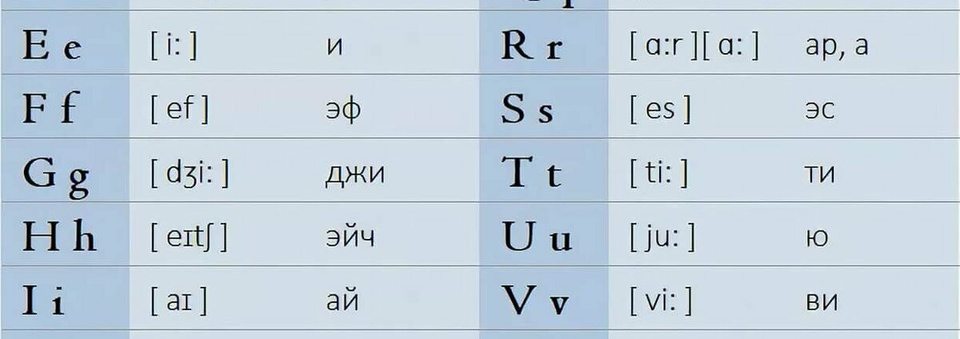 E e [ i: ] и R r [ ɑ:r ][ ɑ: ] ар, а
F f [ ef ] эф S s [ es ] эс
G g [ dʒi: ] джи T t [ ti: ] ти
H h [ eɪtʃ ] эйч U u [ ju: ] ю
I i [ aɪ ] ай V v [ vi: ] ви